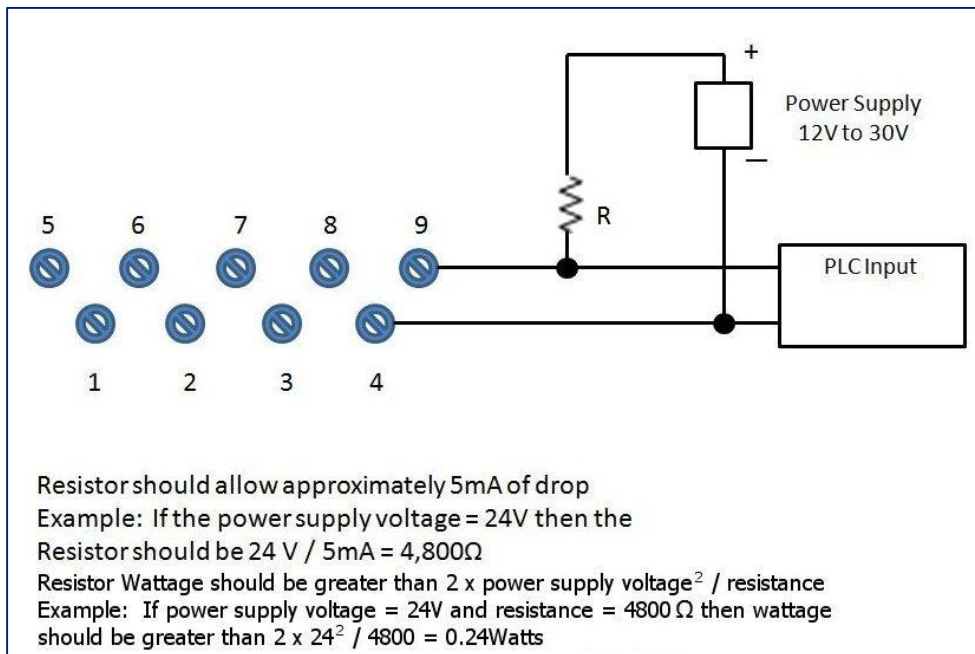 +
Power Supply
12V to 30V
—
R
5 6 7 8 9
PLC Input
1 2 3 4
Resistor should allow approximately 5mA of drop
Example: If the power supply voltage = 24V then the
Resistor should be 24 V / 5mA = 4,800Ω
Resistor Wattage should be greater than 2 x power supply voltage² / resistance
Example: If power supply voltage = 24V and resistance = 4800 Ω then wattage
should be greater than 2 x 24² / 4800 = 0.24Watts